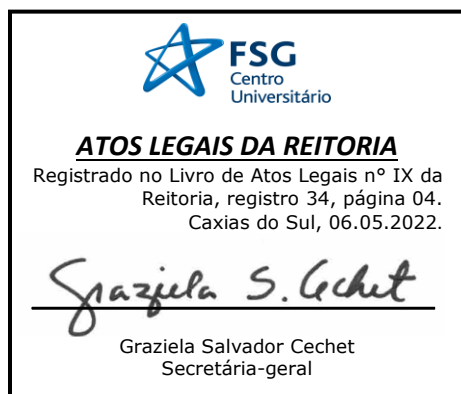 FSG
Centro
Universitário
ATOS LEGAIS DA REITORIA
Registrado no Livro de Atos Legais n° IX da
Reitoria, registro 34, página 04.
Caxias do Sul, 06.05.2022.
Graziela S. Cechet
Graziela Salvador Cechet
Secretária-geral